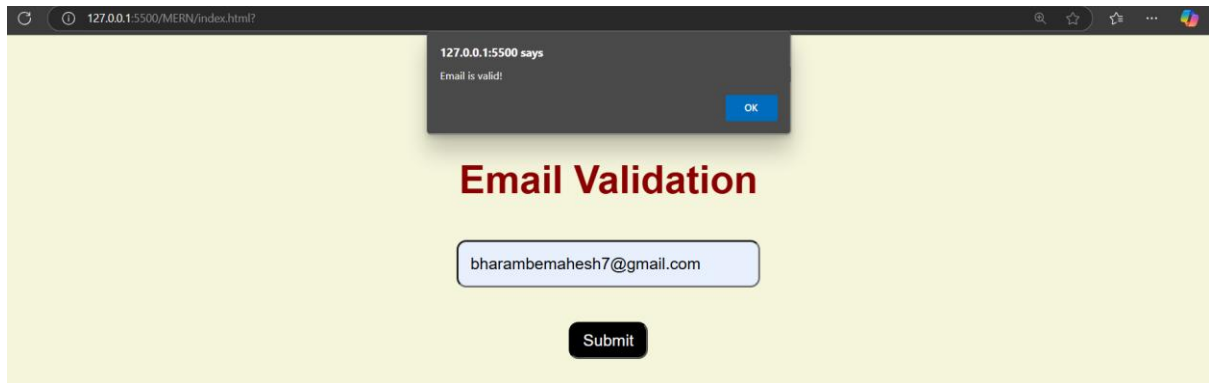 127.0.0.1:5500/MERN/index.html?
127.0.0.1:5500 says
Email is valid!
OK
Email Validation
bharambemahesh7@gmail.com
Submit